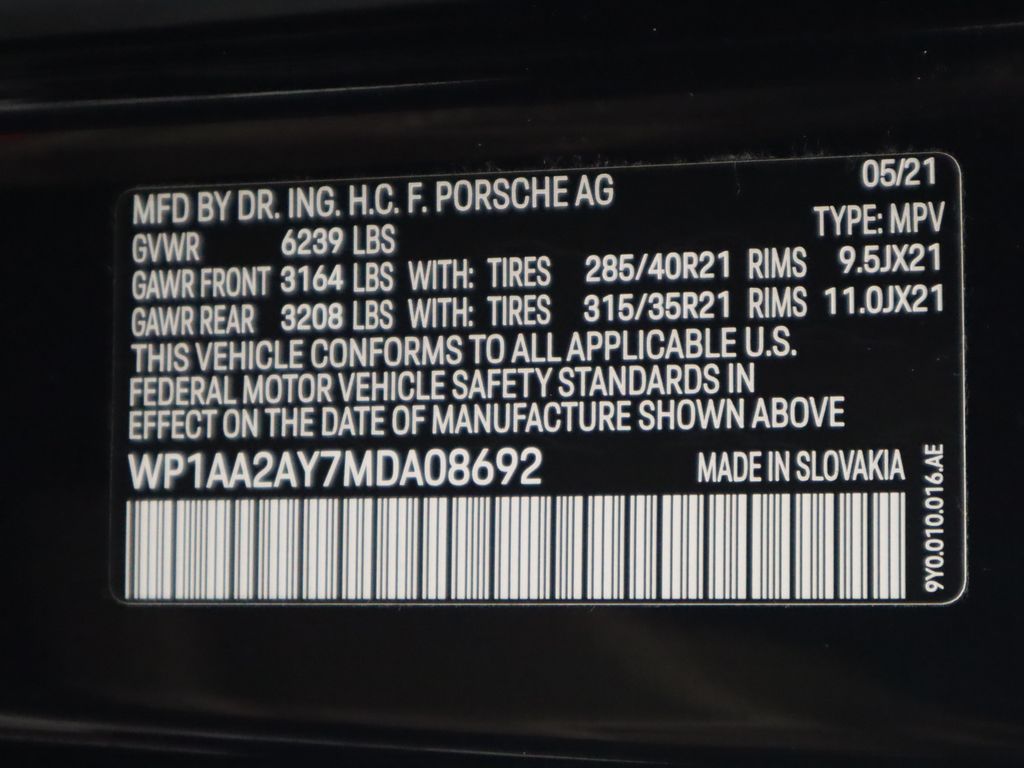 MFD BY DR. ING. H.C. F. PORSCHE AG 05/21
GVWR 6239 LBS TYPE: MPV
GAWR FRONT 3164 LBS WITH: TIRES 285/40R21 RIMS 9.5JX21
GAWR REAR 3208 LBS WITH: TIRES 315/35R21 RIMS 11.0JX21
THIS VEHICLE CONFORMS TO ALL APPLICABLE U.S.
FEDERAL MOTOR VEHICLE SAFETY STANDARDS IN
EFFECT ON THE DATE OF MANUFACTURE SHOWN ABOVE
WP1AA2AY7MDA08692 MADE IN SLOVAKIA
9Y0.010.016.AE